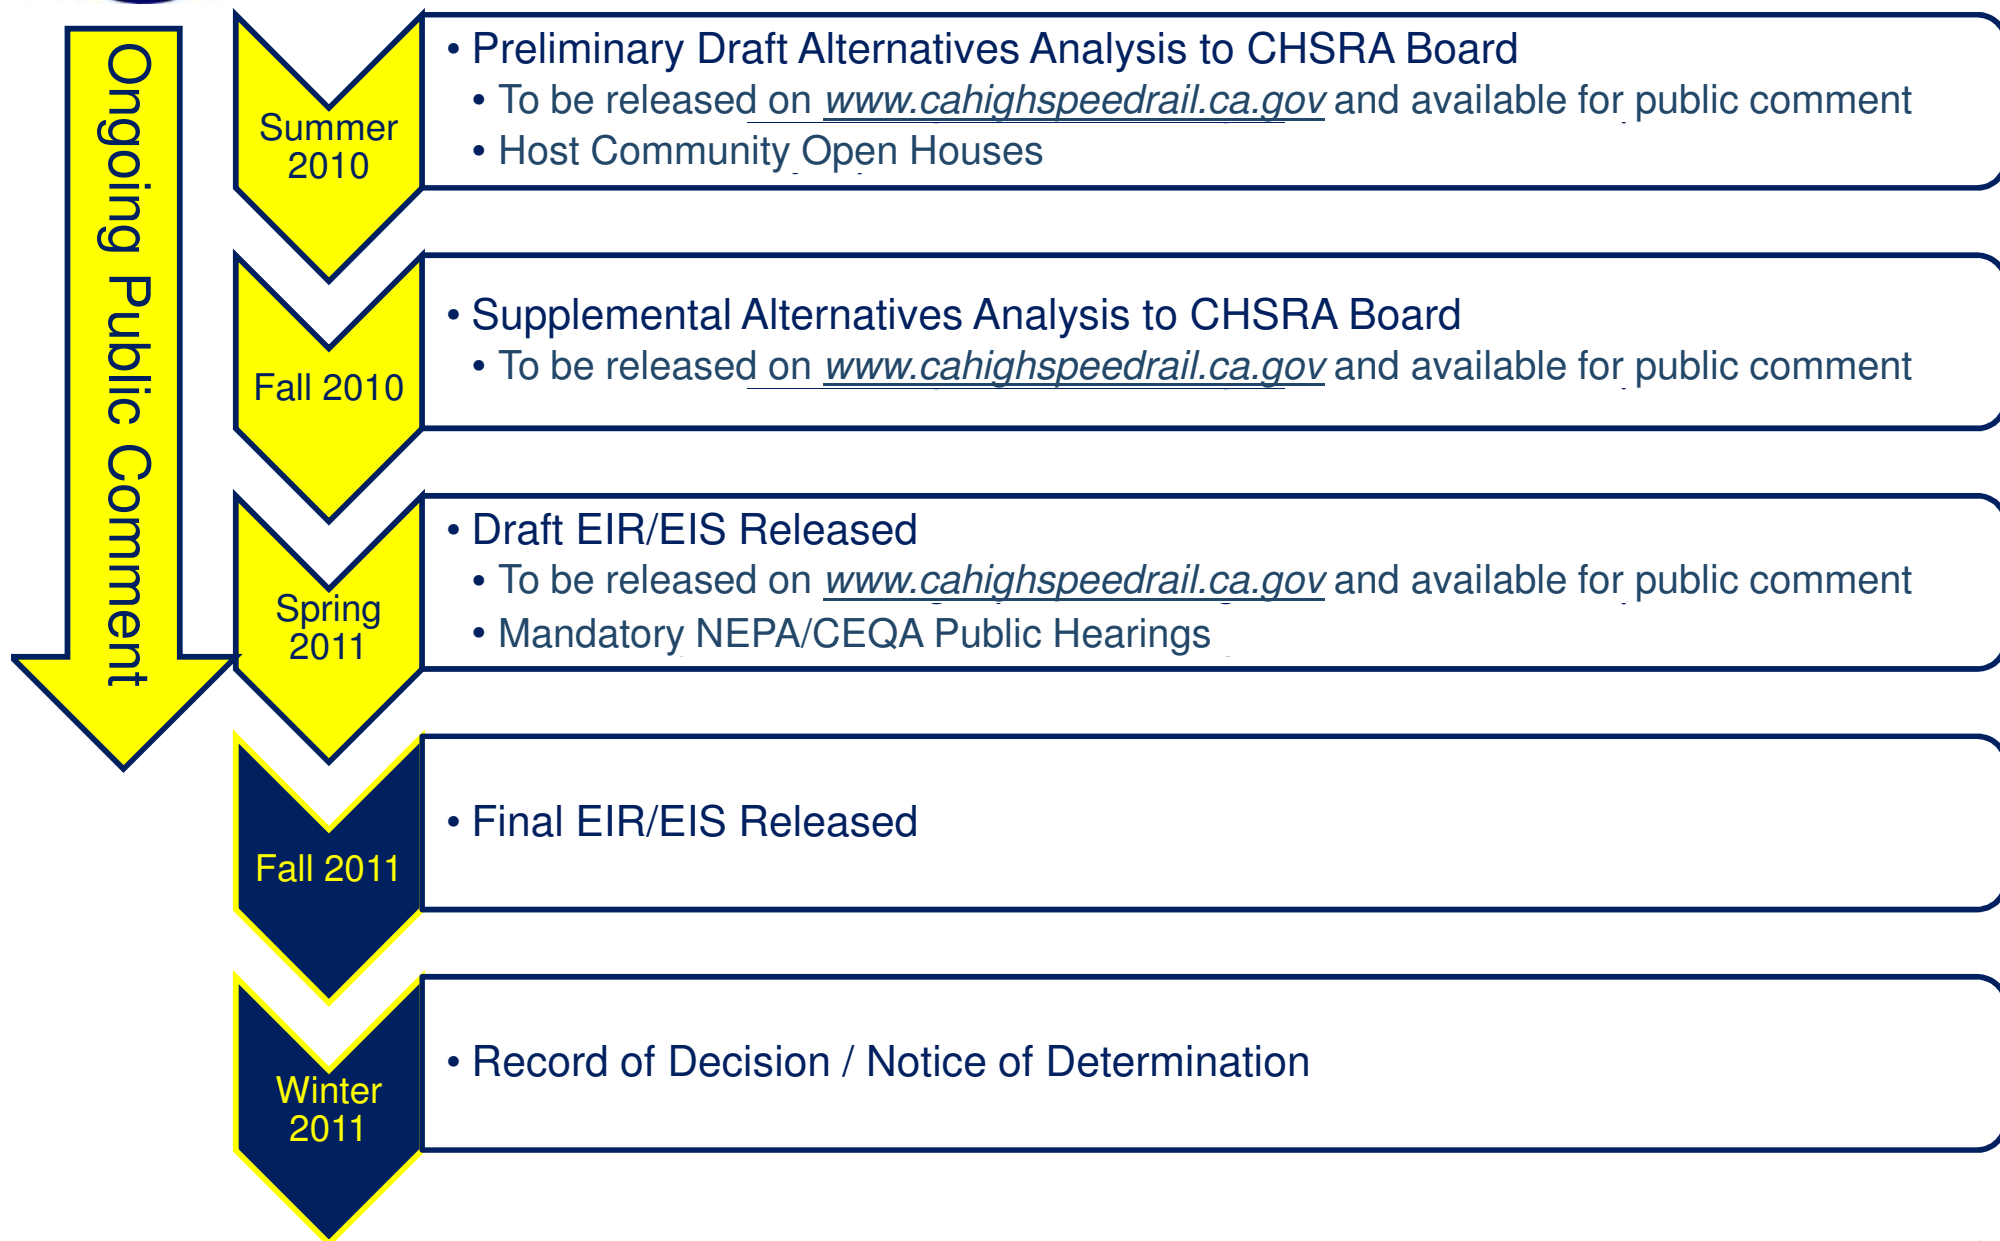 Ongoing Public Comment
Summer
2010
• Preliminary Draft Alternatives Analysis to CHSRA Board
• To be released on www.cahighspeedrail.ca.gov and available for public comment
• Host Community Open Houses
Fall 2010
• Supplemental Alternatives Analysis to CHSRA Board
• To be released on www.cahighspeedrail.ca.gov and available for public comment
Spring
2011
• Draft EIR/EIS Released
• To be released on www.cahighspeedrail.ca.gov and available for public comment
• Mandatory NEPA/CEQA Public Hearings
Fall 2011
• Final EIR/EIS Released
Winter
2011
• Record of Decision / Notice of Determination